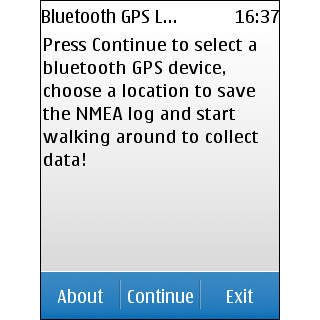 Bluetooth GPS L... 16:37
Press Continue to select a
bluetooth GPS device,
choose a location to save
the NMEA log and start
walking around to collect
data!
About Continue Exit